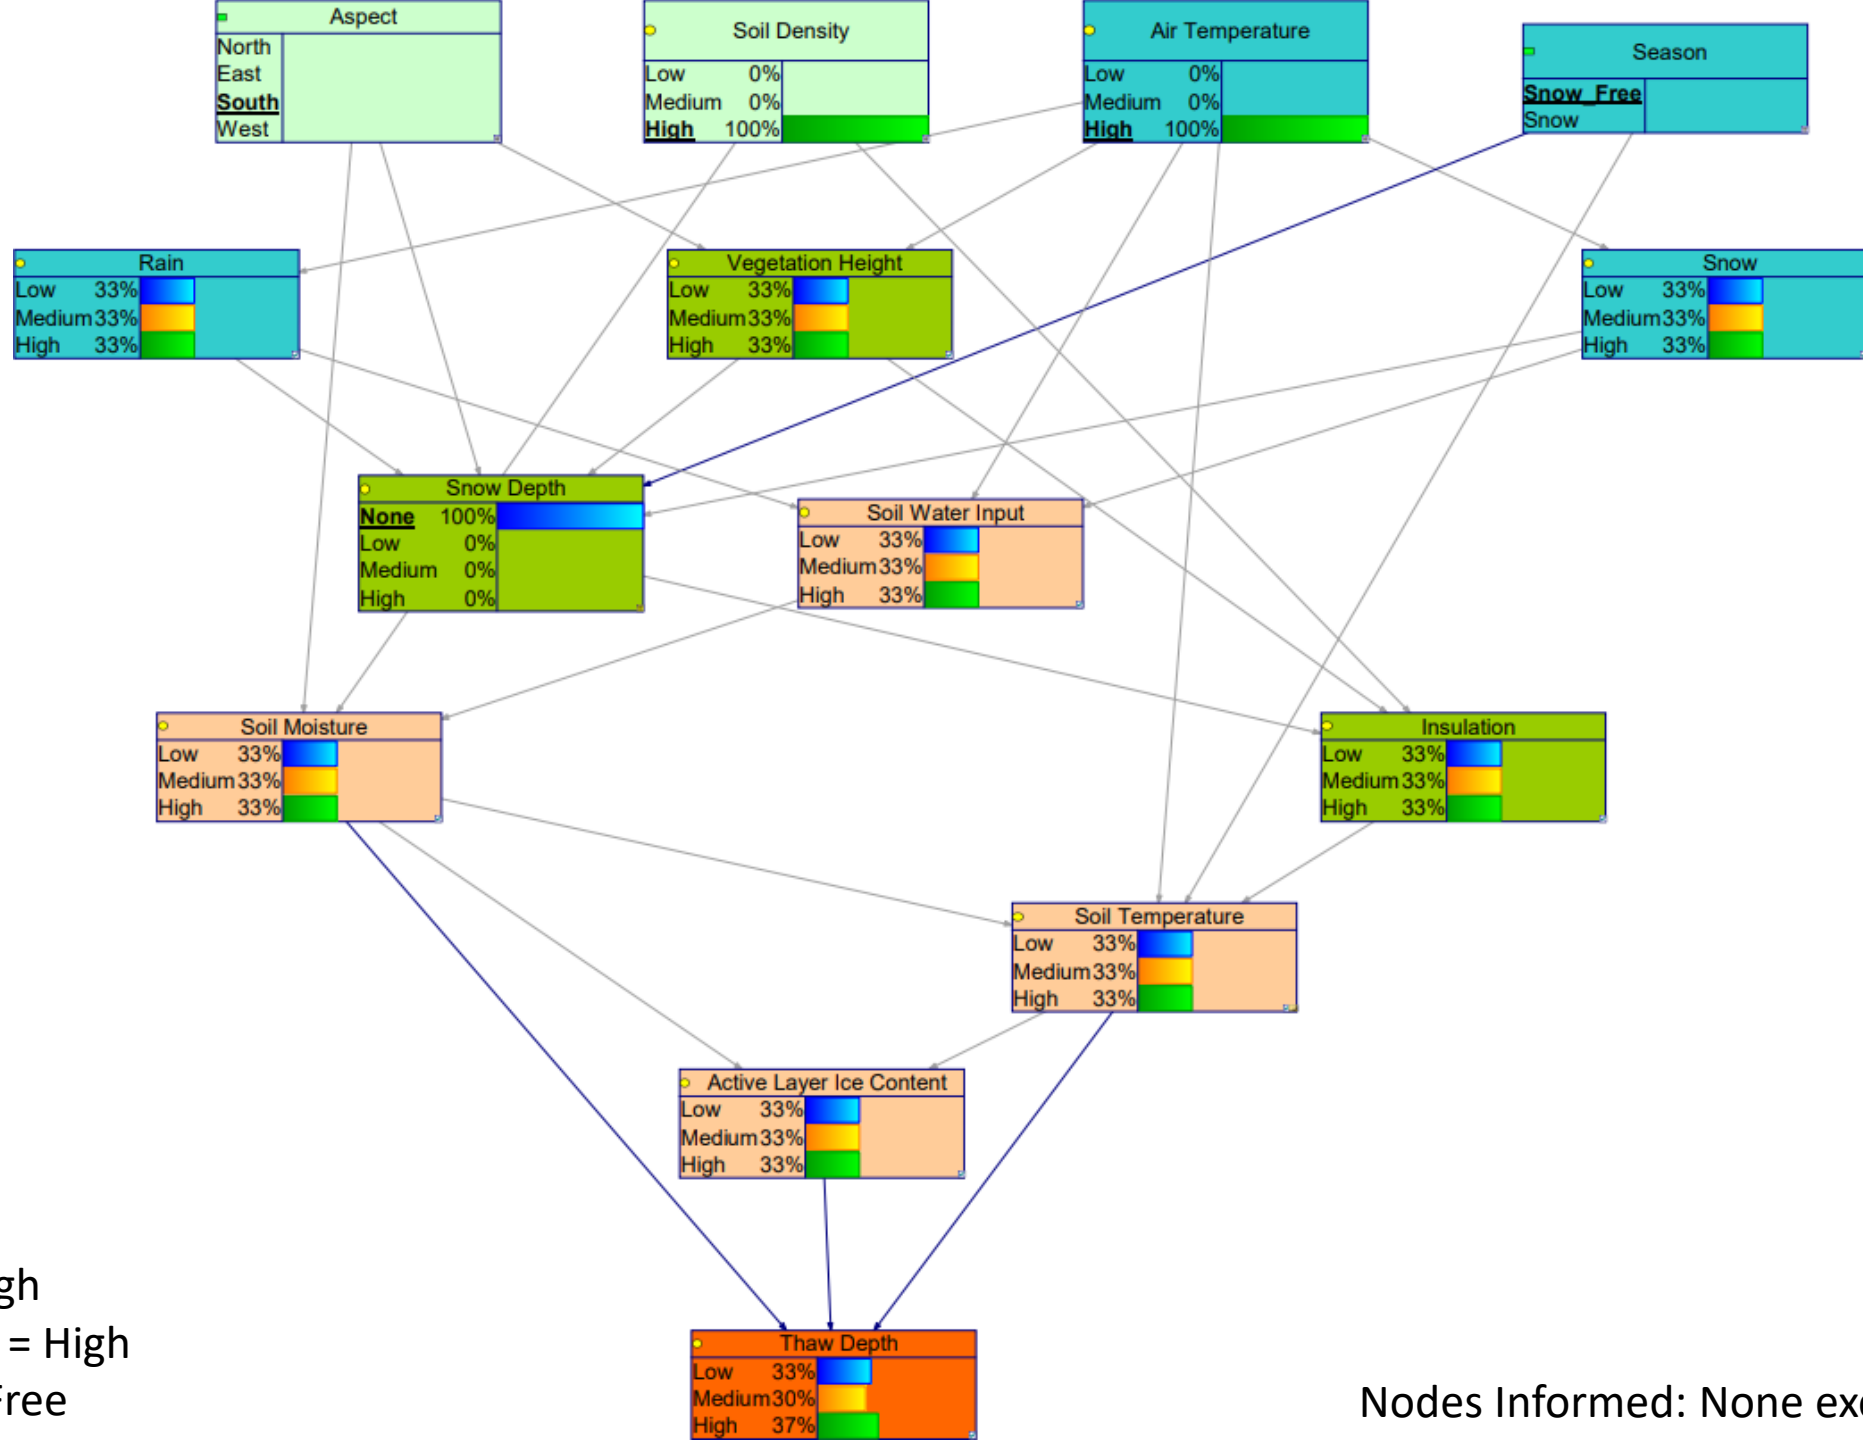 Aspect
North
East
South
West
Soil Density
Low 0%
Medium 0%
High 100%
Air Temperature
Low 0%
Medium 0%
High 100%
Season
Snow_Free
Snow
Rain
Low 33%
Medium 33%
High 33%
Vegetation Height
Low 33%
Medium 33%
High 33%
Snow
Low 33%
Medium 33%
High 33%
Snow Depth
None 100%
Low 0%
Medium 0%
High 0%
Soil Water Input
Low 33%
Medium 33%
High 33%
Soil Moisture
Low 33%
Medium 33%
High 33%
Insulation
Low 33%
Medium 33%
High 33%
Soil Temperature
Low 33%
Medium 33%
High 33%
Active Layer Ice Content
Low 33%
Medium 33%
High 33%
Thaw Depth
Low 33%
Medium 30%
High 37%
= High
Nodes Informed: None